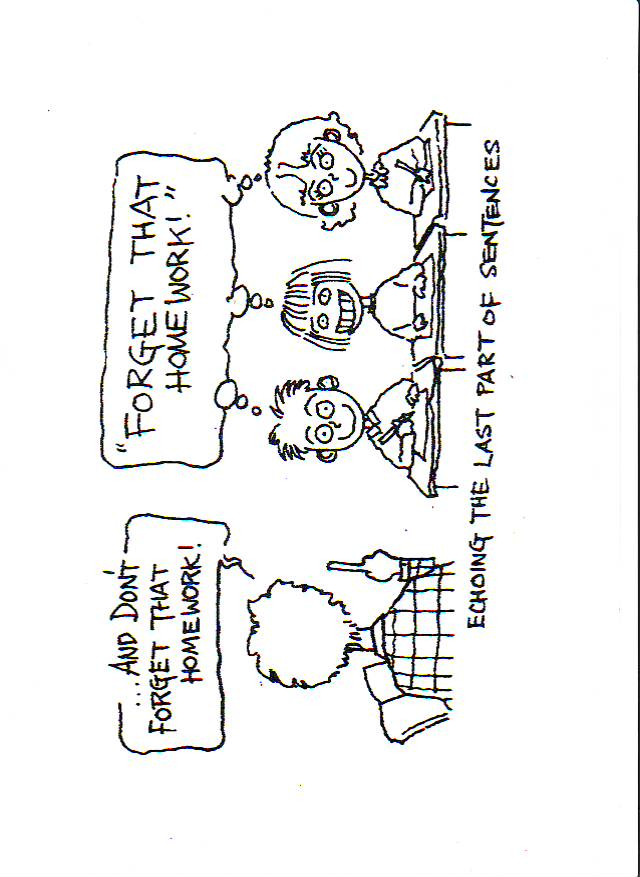 ...AND DON'T
FORGET THAT
HOMEWORK!
"FORGET THAT
HOMEWORK!"
ECHOING THE LAST PART OF SENTENCES